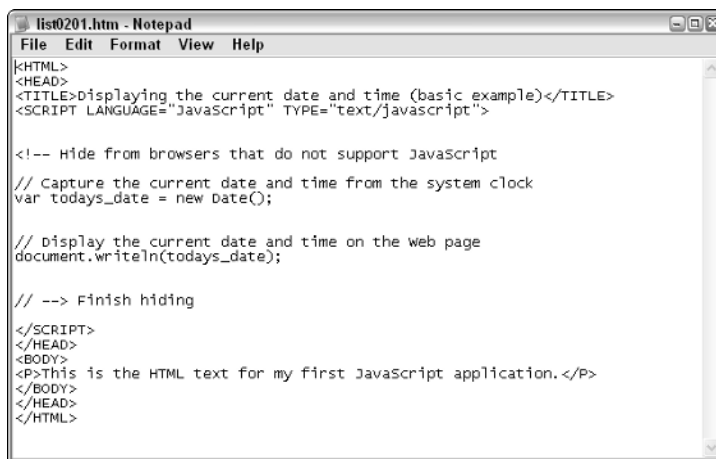 list0201.htm - Notepad
File Edit Format View Help
<HTML>
<HEAD>
<TITLE>Displaying the current date and time (basic example)</TITLE>
<SCRIPT LANGUAGE="JavaScript" TYPE="text/javascript">
<!-- Hide from browsers that do not support JavaScript
// Capture the current date and time from the system clock
var todays_date = new Date();
// Display the current date and time on the Web page
document.writeln(todays_date);
// --> Finish hiding
</SCRIPT>
</HEAD>
<BODY>
<P>This is the HTML text for my first JavaScript application.</P>
</BODY>
</HEAD>
</HTML>